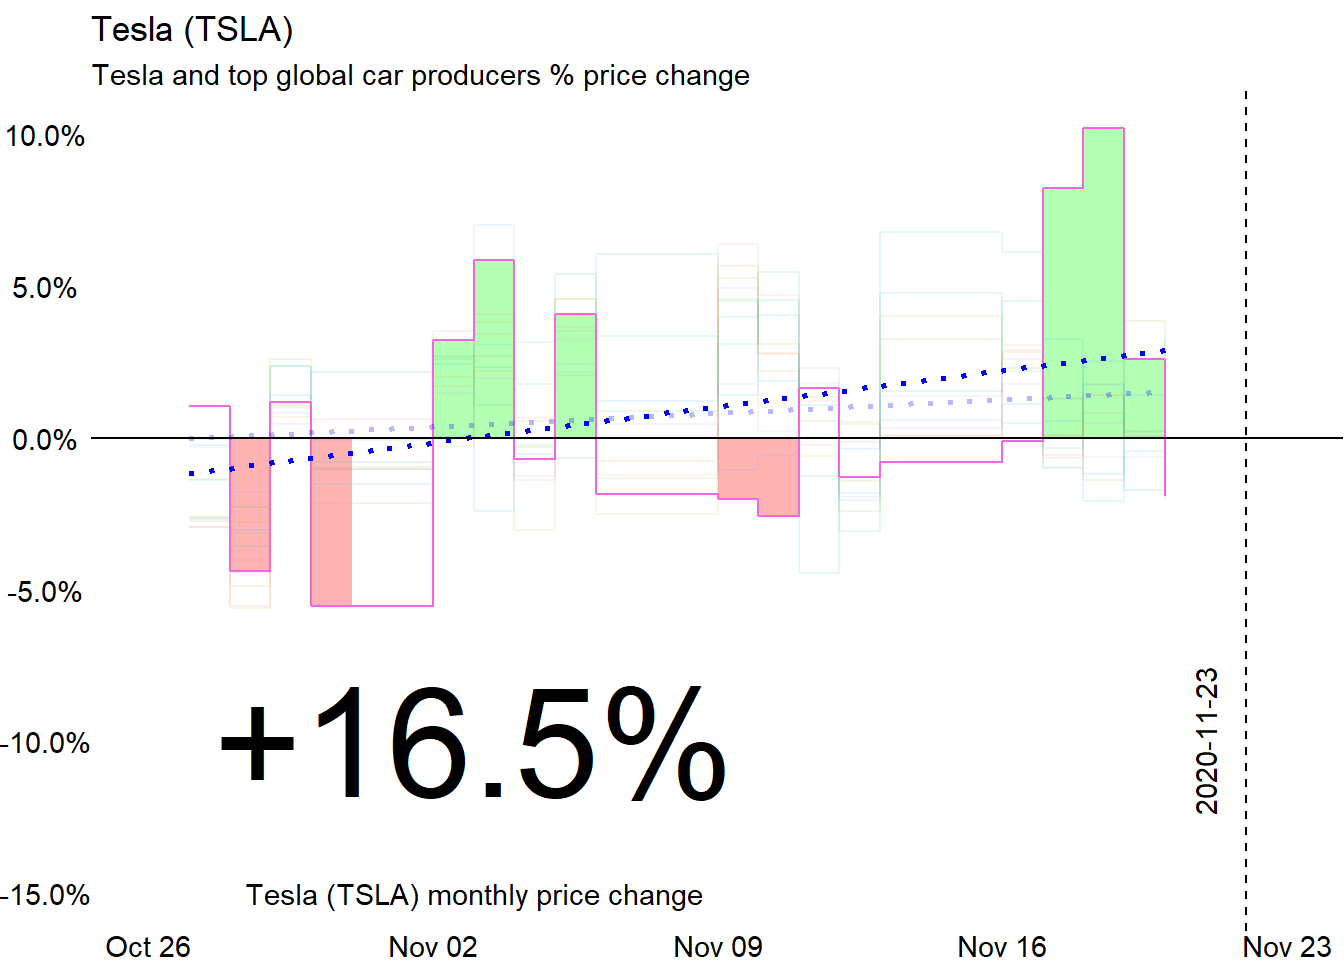 Tesla (TSLA)
Tesla and top global car producers % price change
10.0%
5.0%
0.0%
-5.0%
-10.0%
-15.0%
+16.5%
Tesla (TSLA) monthly price change
2020-11-23
Oct 26 Nov 02 Nov 09 Nov 16 Nov 23